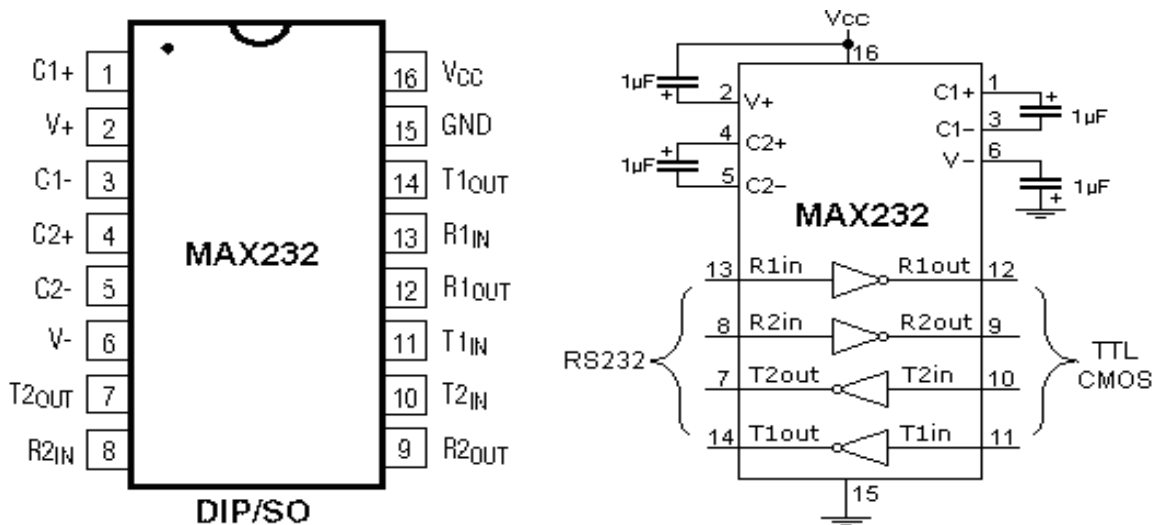 C1+ 1
V+ 2
C1- 3
C2+ 4
C2- 5
V- 6
T2OUT 7
R2IN 8
16 VCC
15 GND
14 T1OUT
13 R1IN
12 R1OUT
11 T1IN
10 T2IN
9 R2OUT
MAX232
DIP/SO
Vcc
16
1µF
+
2 V+
4 C2+
+
1µF
5 C2-
C1+ 1
+
C1- 3
1µF
V- 6
1µF
+
MAX232
13 R1in R1out 12
8 R2in R2out 9
RS232
TTL
CMOS
7 T2out T2in 10
14 T1out T1in 11
15